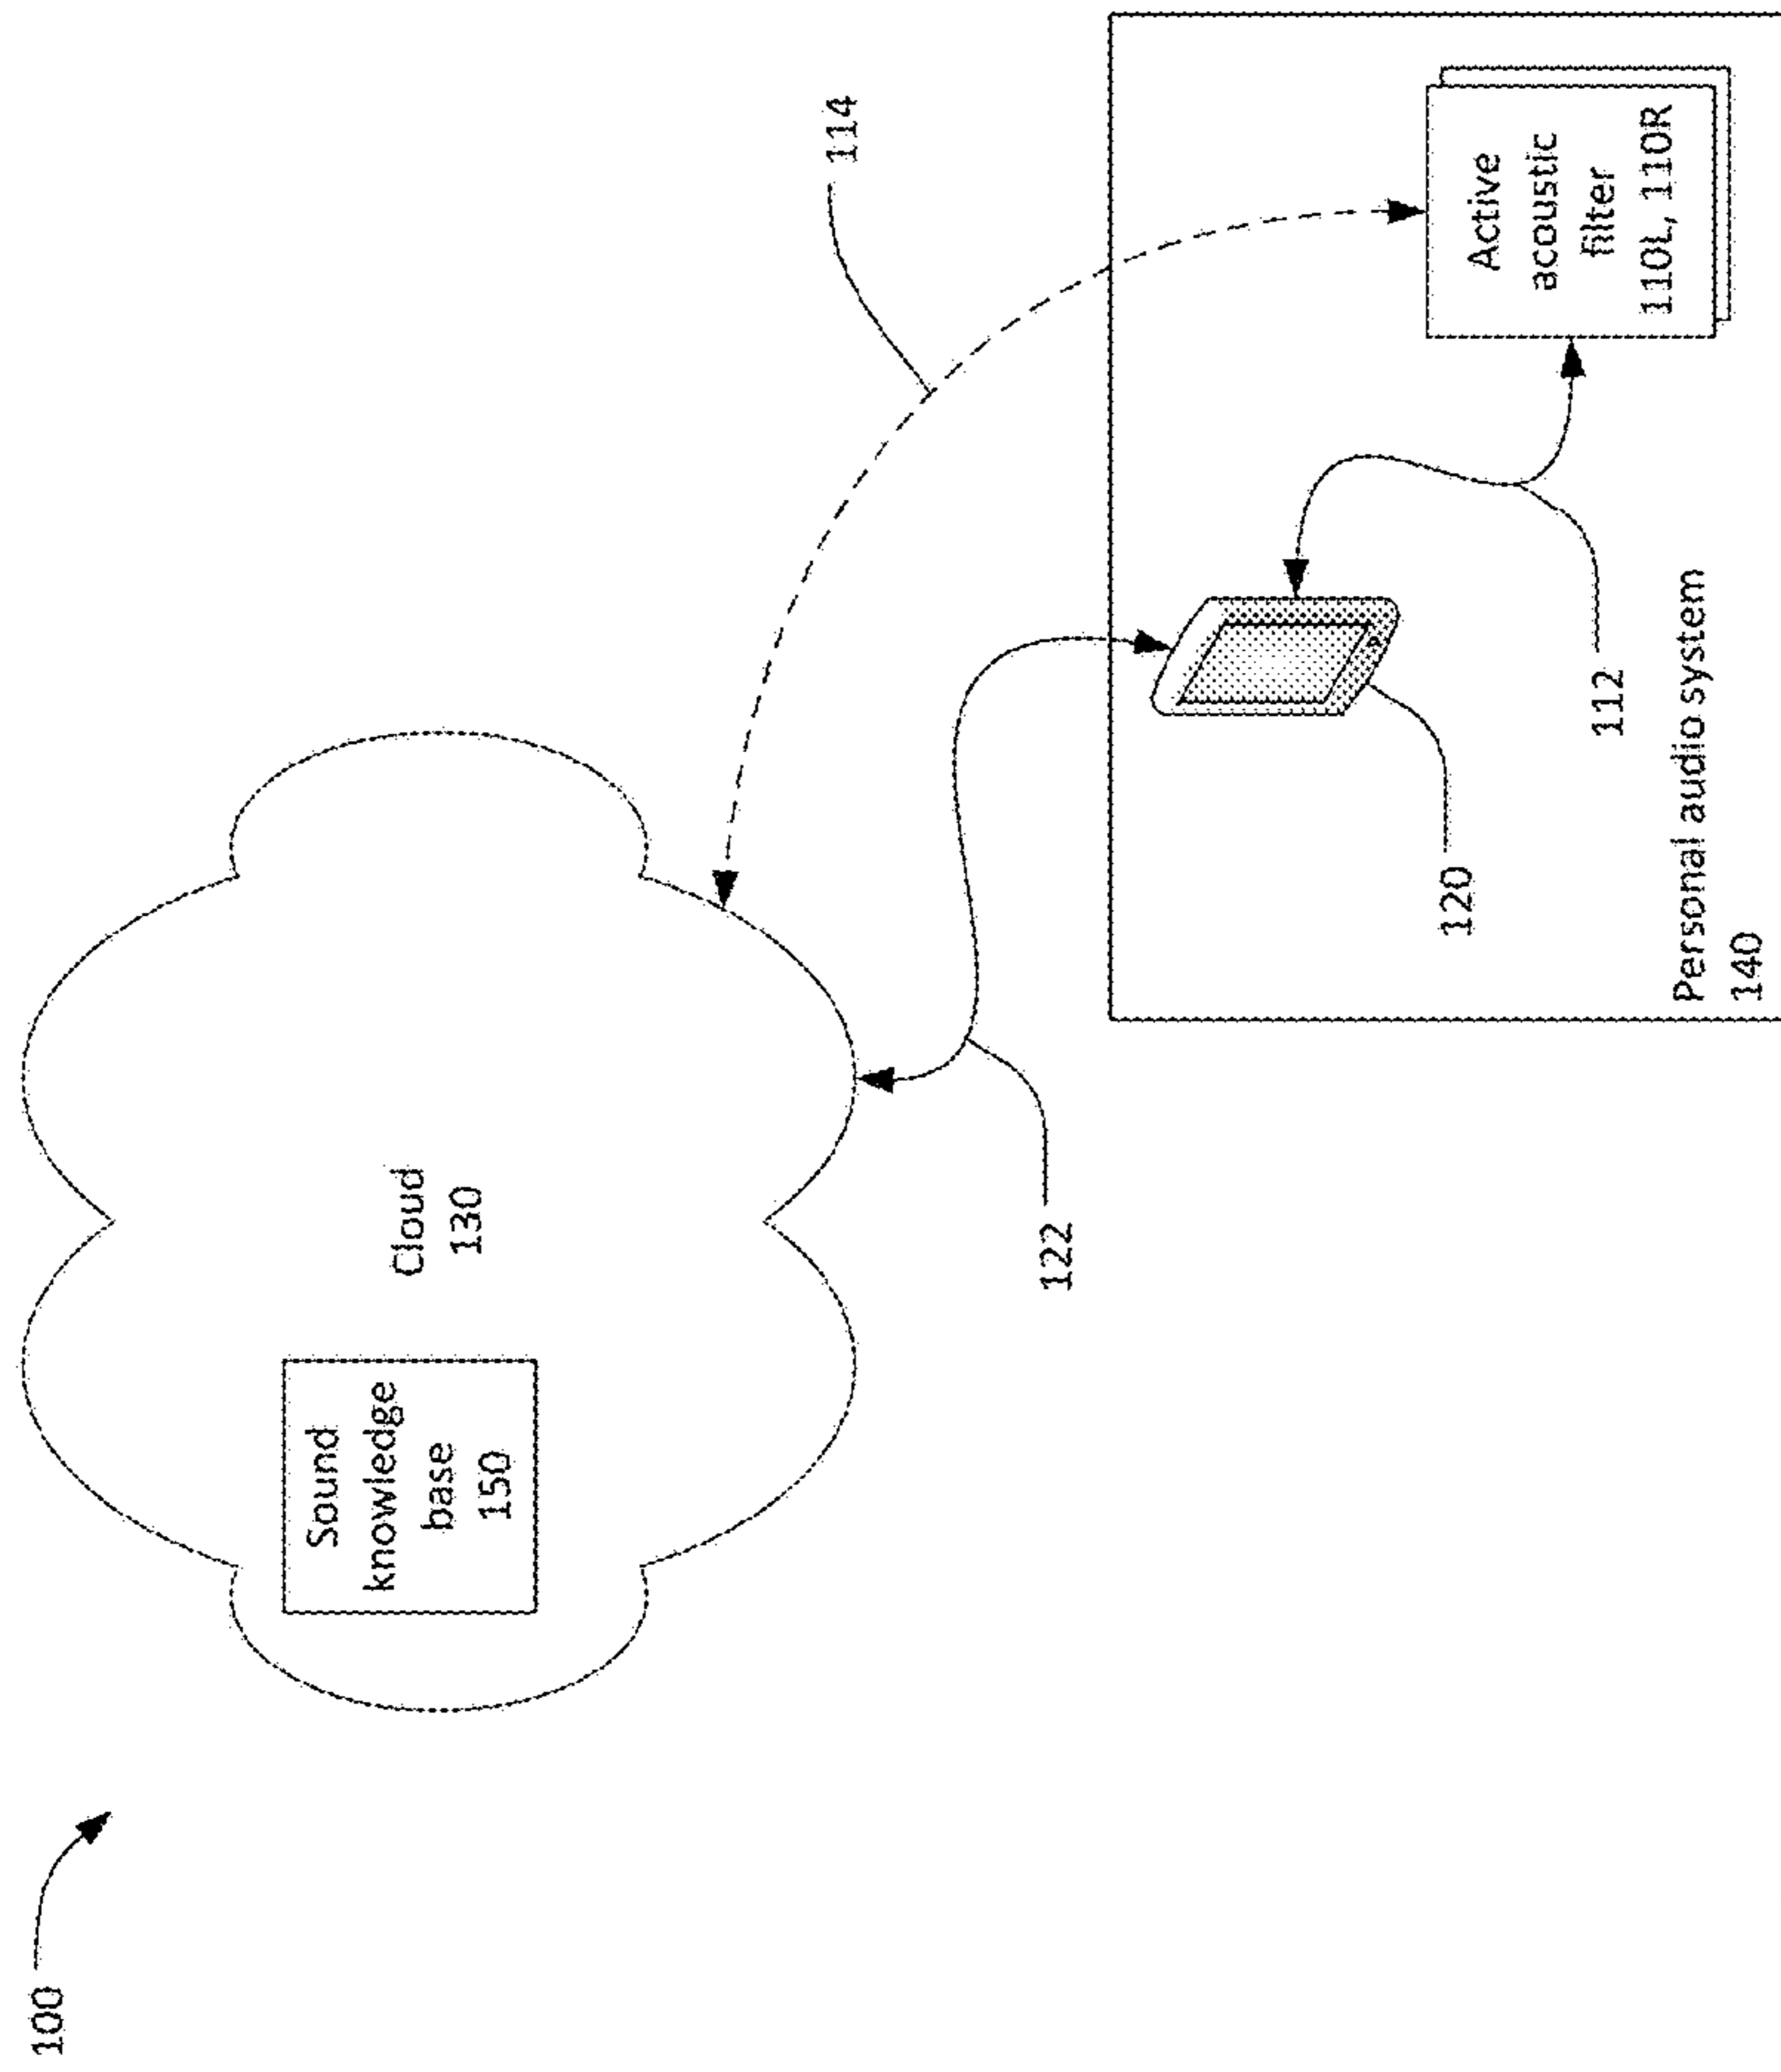 100
Cloud
130
Sound
knowledge
base
150
122
114
120
112
Active
acoustic
filter
110L, 110R
Personal audio system
140